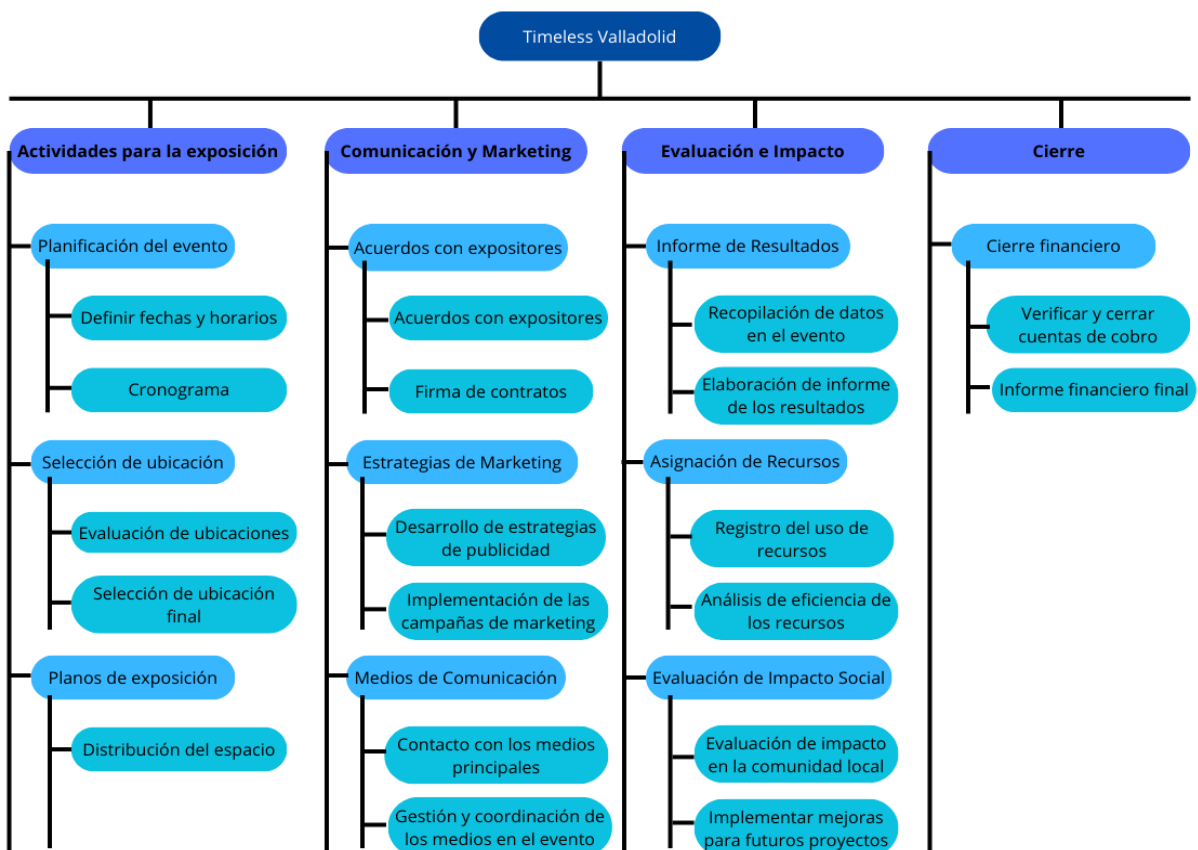 Timeless Valladolid
Actividades para la exposición
Planificación del evento
Definir fechas y horarios
Cronograma
Selección de ubicación
Evaluación de ubicaciones
Selección de ubicación
final
Planos de exposición
Distribución del espacio
Comunicación y Marketing
Acuerdos con expositores
Acuerdos con expositores
Firma de contratos
Estrategias de Marketing
Desarrollo de estrategias
de publicidad
Implementación de las
campañas de marketing
Medios de Comunicación
Contacto con los medios
principales
Gestión y coordinación de
los medios en el evento
Evaluación e Impacto
Informe de Resultados
Recopilación de datos
en el evento
Elaboración de informe
de los resultados
Asignación de Recursos
Registro del uso de
recursos
Análisis de eficiencia de
los recursos
Evaluación de Impacto Social
Evaluación de impacto
en la comunidad local
Implementar mejoras
para futuros proyectos
Cierre
Cierre financiero
Verificar y cerrar
cuentas de cobro
Informe financiero final